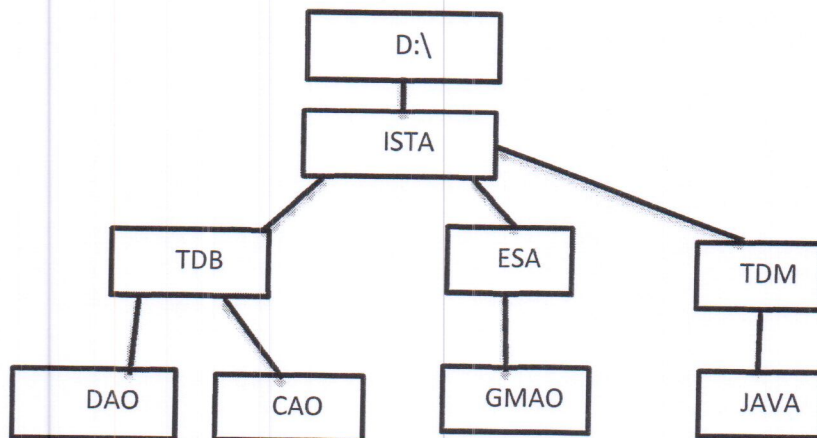 D:\
ISTA
TDB
ESA
TDM
DAO
CAO
GMAO
JAVA